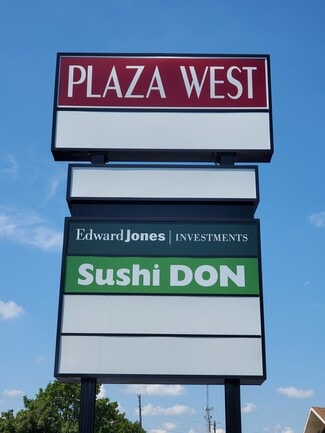 PLAZA WEST
Edward Jones | INVESTMENTS
Sushi DON